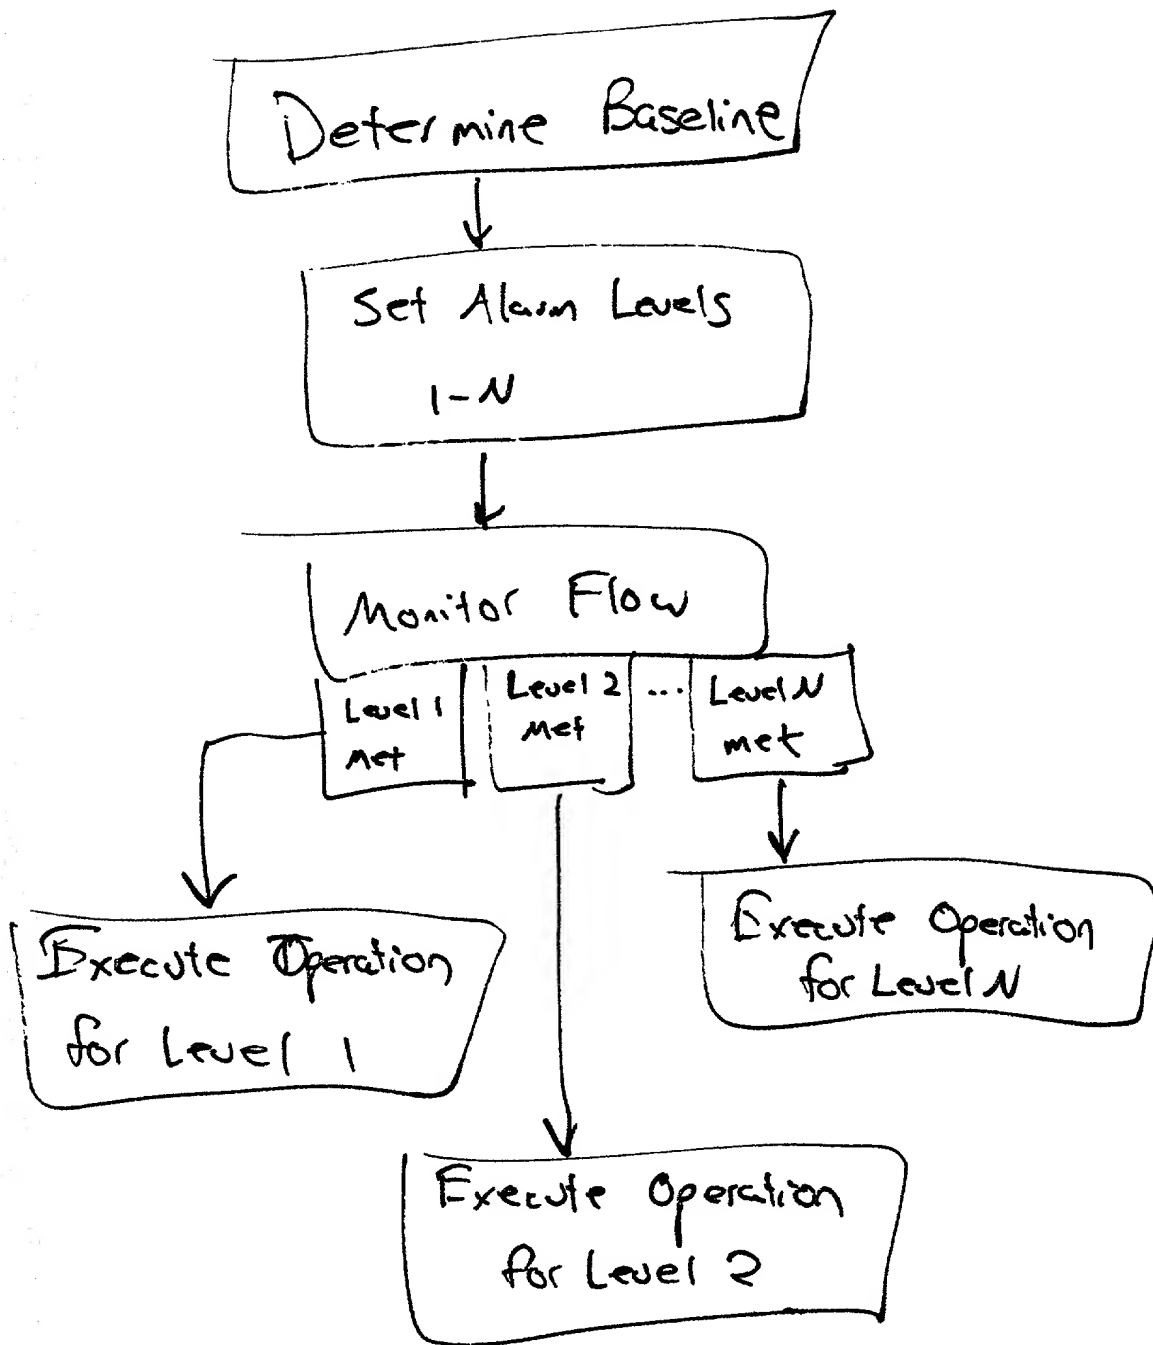 Determine Baseline
Set Alarm Levels
1-N
Monitor Flow
Level 1
Met
Level 2
Met
...
Level N
met
Execute Operation
for Level 1
Execute Operation
for Level N
Execute Operation
for Level 2